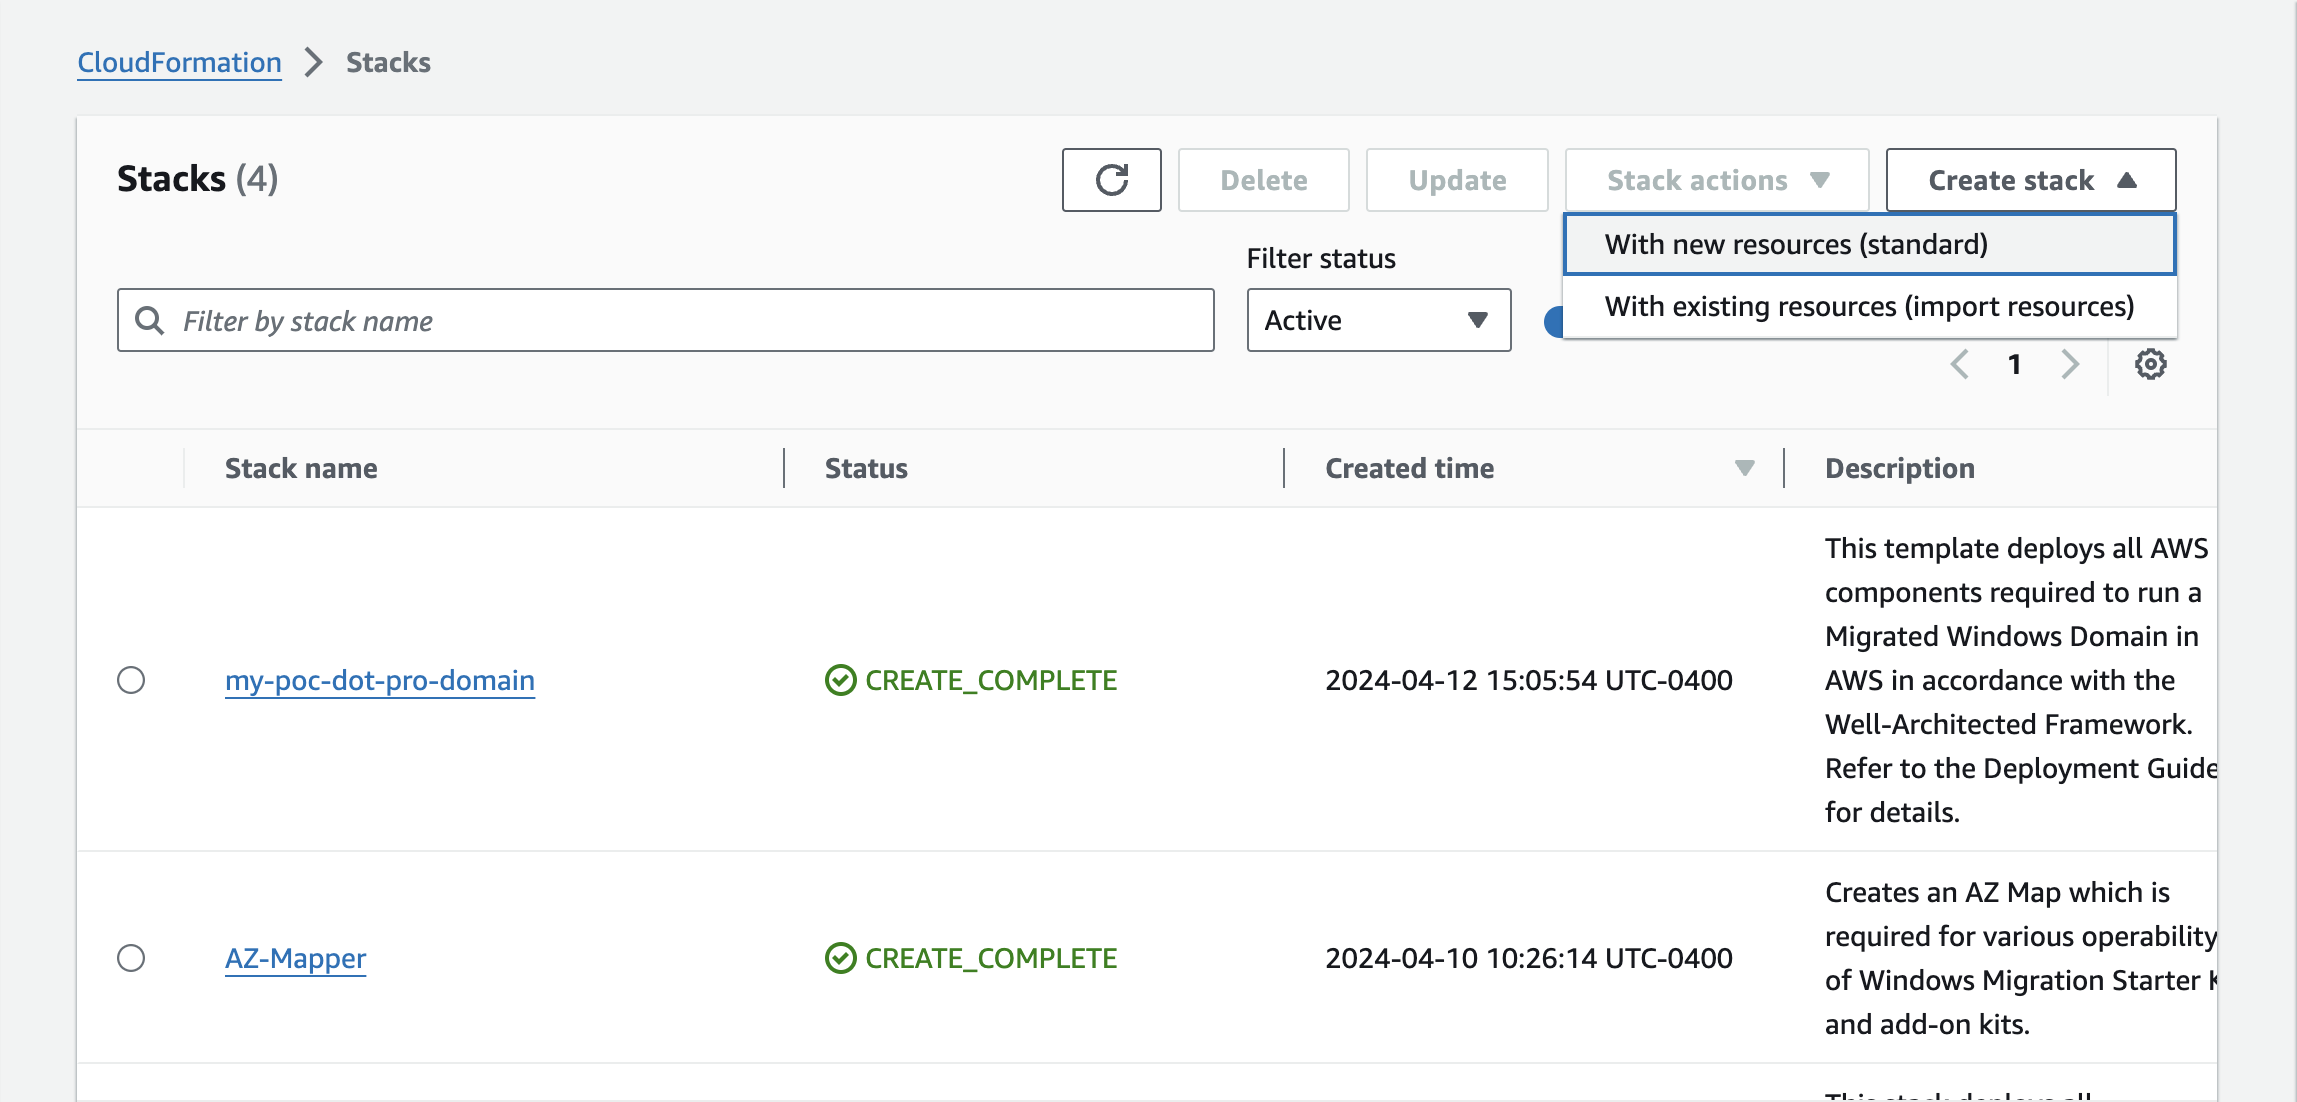 CloudFormation > Stacks
Stacks (4)
Delete
Update
Stack actions
Create stack
With new resources (standard)
With existing resources (import resources)
Filter status
Filter by stack name
Active
1
Stack name
Status
Created time
Description
my-poc-dot-pro-domain
CREATE_COMPLETE
2024-04-12 15:05:54 UTC-0400
This template deploys all AWS
components required to run a
Migrated Windows Domain in
AWS in accordance with the
Well-Architected Framework.
Refer to the Deployment Guide
for details.
AZ-Mapper
CREATE_COMPLETE
2024-04-10 10:26:14 UTC-0400
Creates an AZ Map which is
required for various operability
of Windows Migration Starter
and add-on kits.
This stack deploys all